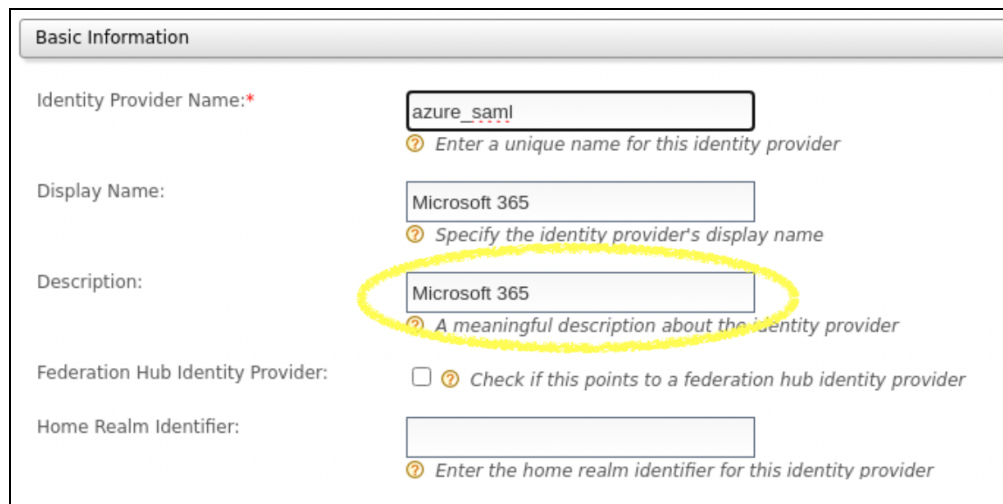 Basic Information
Identity Provider Name:*
azure_saml
Enter a unique name for this identity provider
Display Name:
Microsoft 365
Specify the identity provider's display name
Description:
Microsoft 365
A meaningful description about the identity provider
Federation Hub Identity Provider:
Check if this points to a federation hub identity provider
Home Realm Identifier:
Enter the home realm identifier for this identity provider